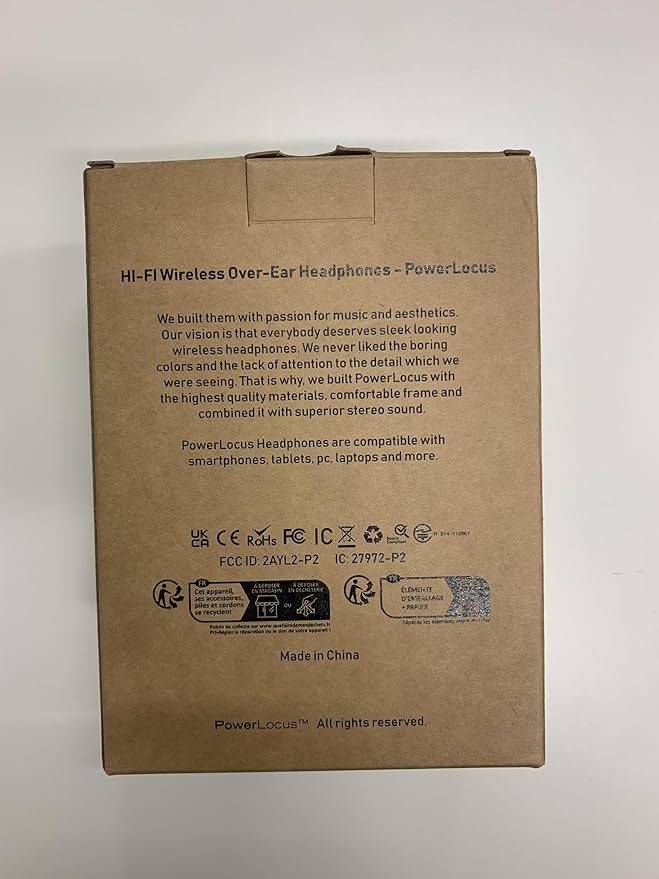 HI-FI Wireless Over-Ear Headphones - PowerLocus
We built them with passion for music and aesthetics.
Our vision is that everybody deserves sleek looking
wireless headphones. We never liked the boring
colors and the lack of attention to the detail which we
were seeing. That is why, we built PowerLocus with
the highest quality materials, comfortable frame and
combined it with superior stereo sound.
PowerLocus Headphones are compatible with
smartphones, tablets, pc, laptops and more.
UK CA CE RoHS FC IC Reach Compliant
FCC ID: 2AYL2-P2 IC: 27972-P2
FR
Cet appareil,
ses accessoires,
piles et cordons
se recyclent
À DÉPOSER EN MAGASIN OU À DÉPOSER EN DÉCHÈTERIE
Points de collecte sur www.quefairedemesdechets.fr
Privilégiez la réparation ou le don de votre appareil !
FR
ÉLÉMENTS
D'EMBALLAGE
+ PAPIER
Made in China
PowerLocus™ All rights reserved.